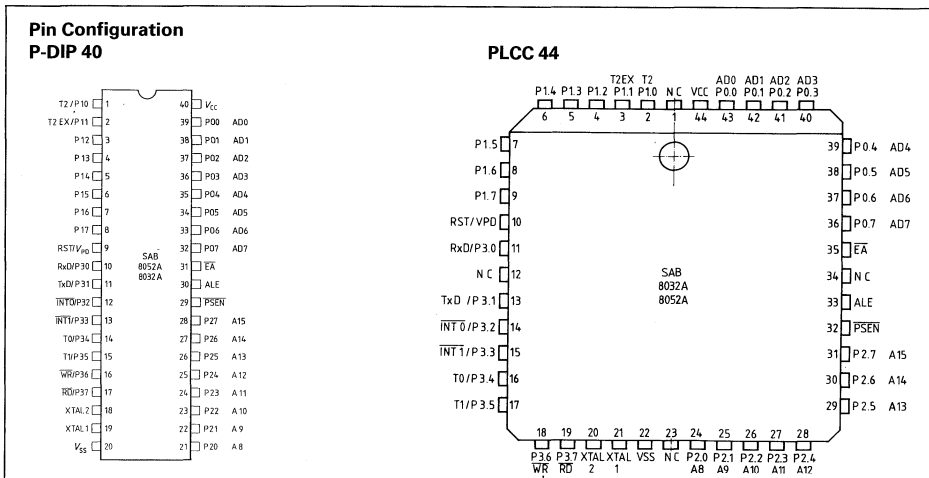 Pin Configuration
P-DIP 40
T2/P10 1
T2 EX/P11 2
P12 3
P13 4
P14 5
P15 6
P16 7
P17 8
RST/VPD 9
RxD/P30 10
TxD/P31 11
INT0/P32 12
INT1/P33 13
T0/P34 14
T1/P35 15
WR/P36 16
RD/P37 17
XTAL2 18
XTAL1 19
VSS 20
SAB
8052A
8032A
40 VCC
39 P00 AD0
38 P01 AD1
37 P02 AD2
36 P03 AD3
35 P04 AD4
34 P05 AD5
33 P06 AD6
32 P07 AD7
31 EA
30 ALE
29 PSEN
28 P27 A15
27 P26 A14
26 P25 A13
25 P24 A12
24 P23 A11
23 P22 A10
22 P21 A9
21 P20 A8
PLCC 44
T2EX T2 AD0 AD1 AD2 AD3
P1.4 P1.3 P1.2 P1.1 P1.0 NC VCC P0.0 P0.1 P0.2 P0.3
6 5 4 3 2 1 44 43 42 41 40
P1.5 7
P1.6 8
P1.7 9
RST/VPD 10
RxD/P3.0 11
NC 12
TxD /P3.1 13
INT 0/P3.2 14
INT 1/P3.3 15
T0/P3.4 16
T1/P3.5 17
SAB
8032A
8052A
39 P0.4 AD4
38 P0.5 AD5
37 P0.6 AD6
36 P0.7 AD7
35 EA
34 NC
33 ALE
32 PSEN
31 P2.7 A15
30 P2.6 A14
29 P2.5 A13
18 19 20 21 22 23 24 25 26 27 28
P3.6 P3.7 XTAL XTAL VSS NC P2.0 P2.1 P2.2 P2.3 P2.4
WR RD 2 1 A8 A9 A10 A11 A12